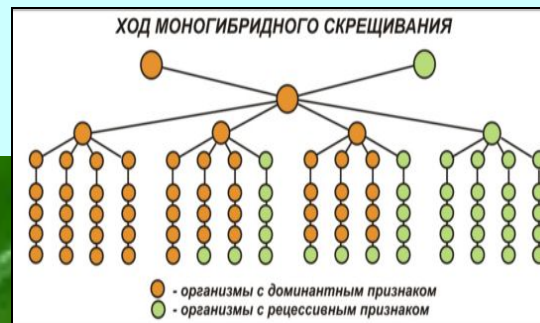 ХОД МОНОГИБРИДНОГО СКРЕЩИВАНИЯ
- организмы с доминантным признаком
- организмы с рецессивным признаком